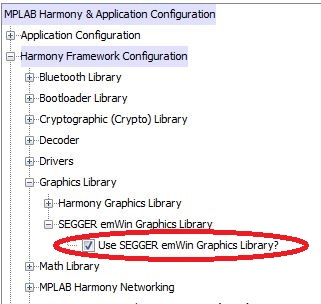 MPLAB Harmony & Application Configuration
Application Configuration
Harmony Framework Configuration
Bluetooth Library
Bootloader Library
Cryptographic (Crypto) Library
Decoder
Drivers
Graphics Library
Harmony Graphics Library
SEGGER emWin Graphics Library
Use SEGGER emWin Graphics Library?
Math Library
MPLAB Harmony Networking